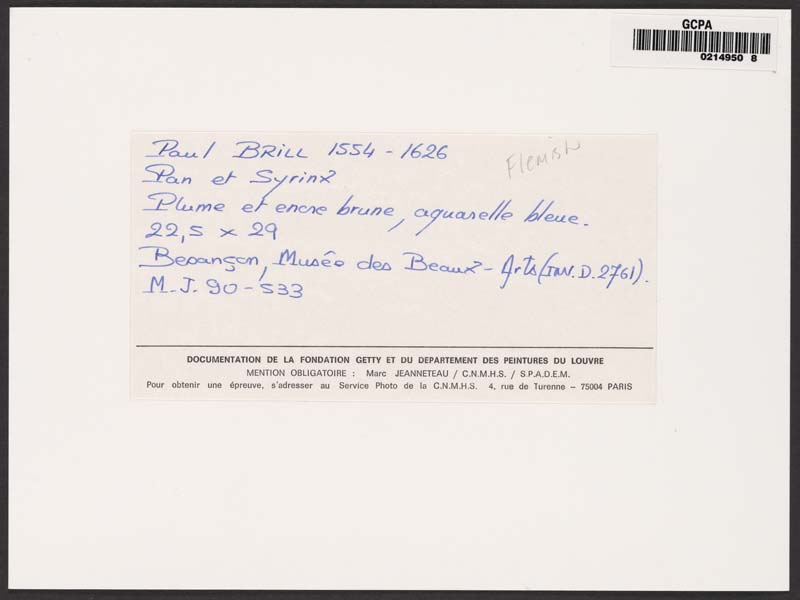 GCPA
0214950 8
Paul BRILL 1554-1626
Flemish
Pan et Syrinx
Plume et encre brune, aquarelle bleue.
22,5 x 29
Besançon, Musée des Beaux-Arts (INV. D. 2761).
M.J. 90-533
DOCUMENTATION DE LA FONDATION GETTY ET DU DEPARTEMENT DES PEINTURES DU LOUVRE
MENTION OBLIGATOIRE : Marc JEANNETEAU / C.N.M.H.S. / S.P.A.D.E.M.
Pour obtenir une épreuve, s'adresser au Service Photo de la C.N.M.H.S. 4, rue de Turenne – 75004 PARIS